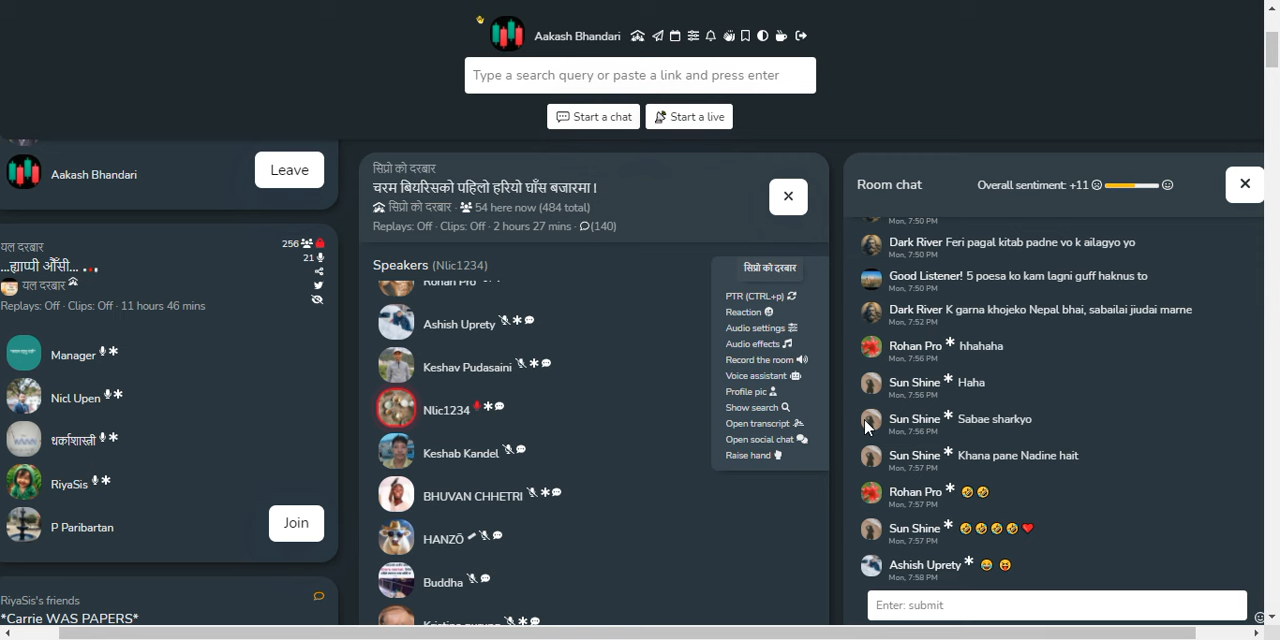 Aakash Bhandari
Type a search query or paste a link and press enter
Start a chat
Start a live
Aakash Bhandari
Leave
यल दरबार
...ह्याप्पी औँसी...
यल दरबार
Replays: Off · Clips: Off · 11 hours 46 mins
256
21
Manager
Nicl Upen
धर्काशास्त्री
RiyaSis
P Paribartan
Join
RiyaSis's friends
*Carrie WAS PAPERS*
सिप्रो को दरबार
चरम बियरिसको पहिलो हरियो घाँस बजारमा !
सिप्रो को दरबार · 54 here now (484 total)
Replays: Off · Clips: Off · 2 hours 27 mins · (140)
Speakers (Nlic1234)
Rohan Pro
Ashish Uprety
Keshav Pudasaini
Nlic1234
Keshab Kandel
BHUVAN CHHETRI
HANZŌ
Buddha
सिप्रो को दरबार
PTR (CTRL+p)
Reaction
Audio settings
Audio effects
Record the room
Voice assistant
Profile pic
Show search
Open transcript
Open social chat
Raise hand
Room chat
Overall sentiment: +11
Mon, 7:50 PM
Dark River Feri pagal kitab padne vo k ailagyo yo
Mon, 7:50 PM
Good Listener! 5 poesa ko kam lagni guff haknus to
Mon, 7:50 PM
Dark River K garna khojeko Nepal bhai, sabailai jiudai marne
Mon, 7:52 PM
Rohan Pro * hhahaha
Mon, 7:56 PM
Sun Shine * Haha
Mon, 7:56 PM
Sun Shine * Sabae sharkyo
Mon, 7:56 PM
Sun Shine * Khana pane Nadine hait
Mon, 7:57 PM
Rohan Pro * 🤣🤣
Mon, 7:57 PM
Sun Shine * 🤣🤣🤣🤣❤️
Mon, 7:57 PM
Ashish Uprety * 😂😝
Mon, 7:58 PM
Enter: submit